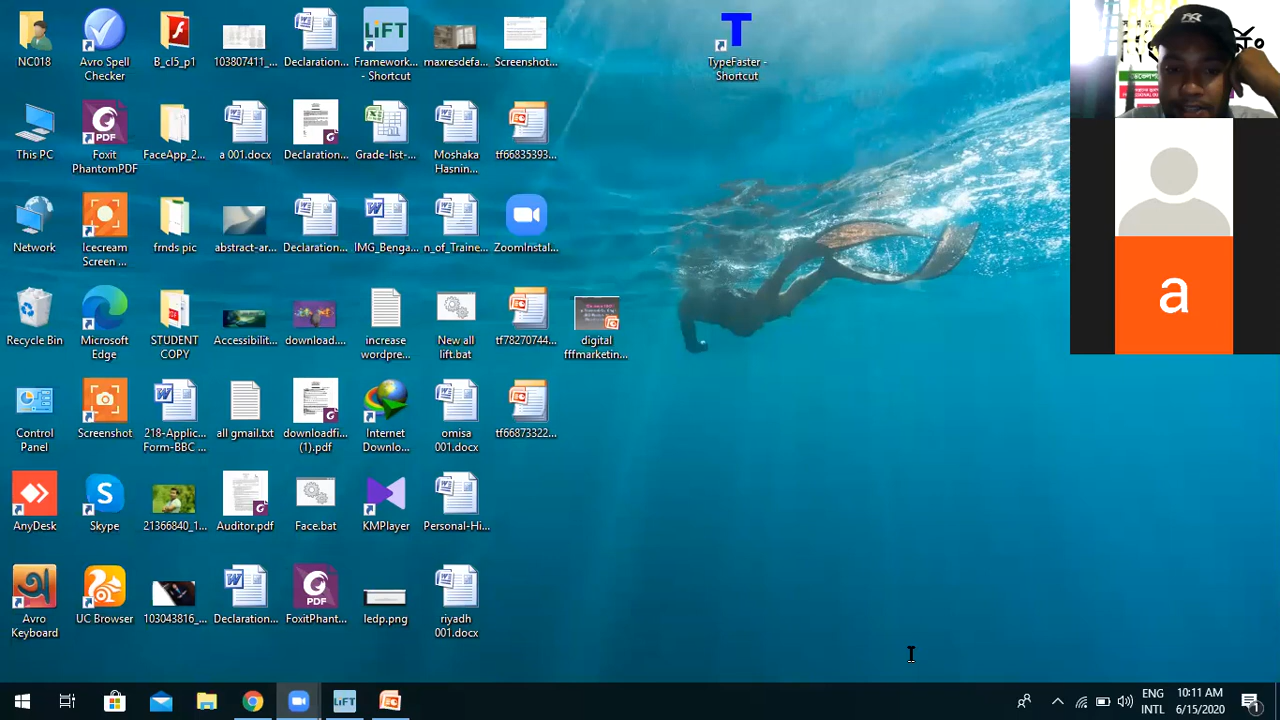 NC018
Avro Spell
Checker
B_cl5_p1
103807411_...
Declaration...
LiFT
Framework...
- Shortcut
maxresdefa...
Screenshot...
T
TypeFaster -
Shortcut
This PC
PDF
Foxit
PhantomPDF
FaceApp_2...
a 001.docx
Declaration...
Grade-list-...
Moshaka
Hasnin...
tf66835393...
Network
Icecream
Screen ...
frnds pic
abstract-ar...
Declaration...
IMG_Benga...
n_of_Traine...
ZoomInstal...
Recycle Bin
Microsoft
Edge
STUDENT
COPY
Accessibilit...
download....
increase
wordpre...
New all
lift.bat
tf78270744...
digital
fffmarketin...
a
Control
Panel
Screenshot
218-Applic...
Form-BBC ...
all gmail.txt
downloadfi...
(1).pdf
Internet
Downlo...
omisa
001.docx
tf66873322...
AnyDesk
Skype
21366840_1...
Auditor.pdf
Face.bat
KMPlayer
Personal-Hi...
অ
Avro
Keyboard
UC Browser
103043816_...
Declaration...
PDF
FoxitPhant...
ledp.png
riyadh
001.docx
LiFT
ENG
INTL
10:11 AM
6/15/2020
1